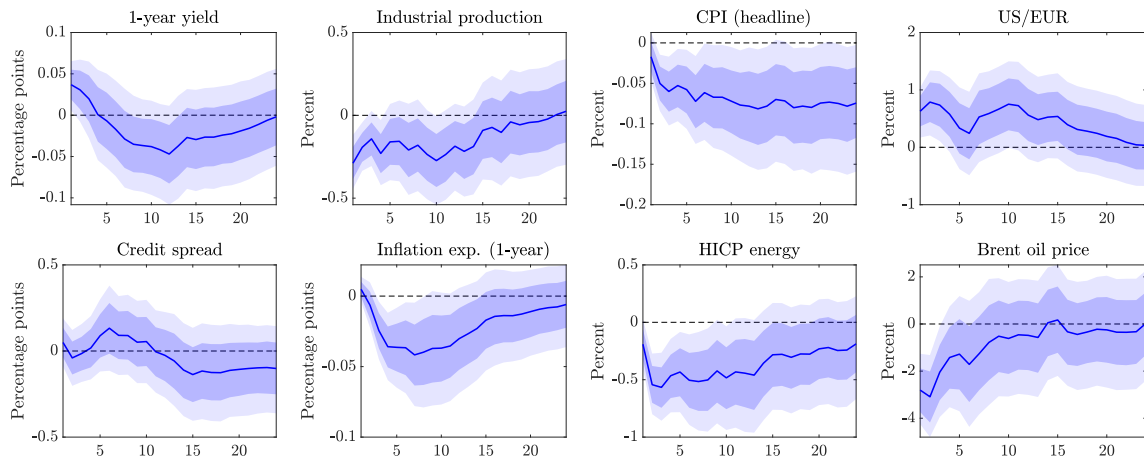 1-year yield
Percentage points
0.1
0.05
0
-0.05
-0.1
5 10 15 20
Industrial production
Percent
0.5
0
-0.5
5 10 15 20
CPI (headline)
Percent
0
-0.05
-0.1
-0.15
-0.2
5 10 15 20
US/EUR
Percent
2
1
0
-1
5 10 15 20
Credit spread
Percentage points
0.5
0
-0.5
5 10 15 20
Inflation exp. (1-year)
Percentage points
0
-0.05
-0.1
5 10 15 20
HICP energy
Percent
0.5
0
-0.5
-1
5 10 15 20
Brent oil price
Percent
2
0
-2
-4
5 10 15 20